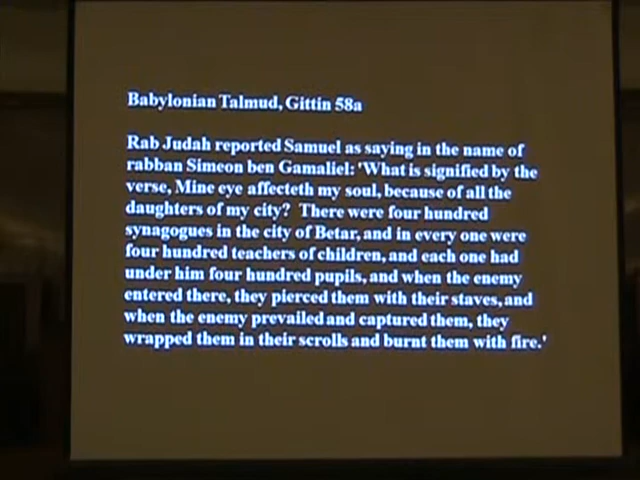 Babylonian Talmud, Gittin 58a
Rab Judah reported Samuel as saying in the name of
rabban Simeon ben Gamaliel: 'What is signified by the
verse, Mine eye affecteth my soul, because of all the
daughters of my city? There were four hundred
synagogues in the city of Betar, and in every one were
four hundred teachers of children, and each one had
under him four hundred pupils, and when the enemy
entered there, they pierced them with their staves, and
when the enemy prevailed and captured them, they
wrapped them in their scrolls and burnt them with fire.'